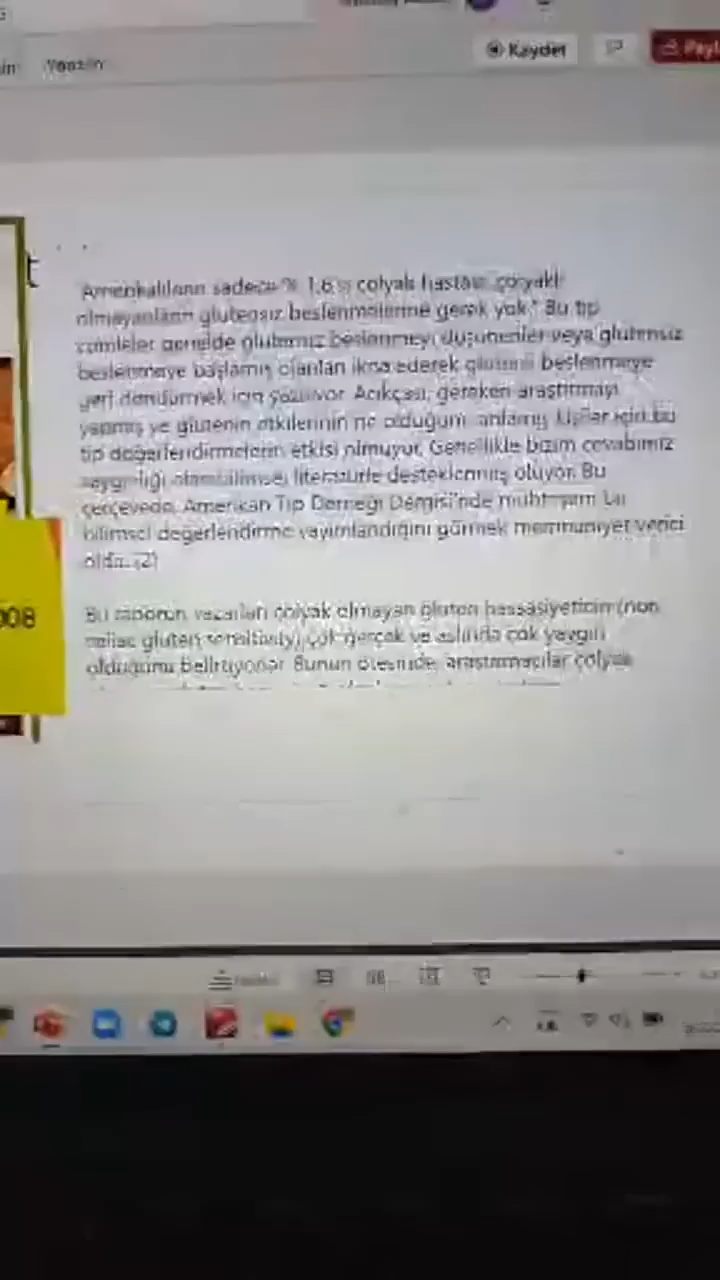 Kaydet
"Amerikalıların sadece % 1.6'sı çölyak hastası çölyaklı
olmayanların glutensiz beslenmelerine gerek yok." Bu tip
cümleler genelde glutensiz beslenmeyi düşünenler veya glutensiz
beslenmeye başlamış olanları ikna ederek glutenli beslenmeye
geri döndürmek için yazılıyor. Açıkçası, gereken araştırmayı
yapmış ve glutenin etkilerinin ne olduğunu anlamış kişiler için bu
tip değerlendirmelerin etkisi olmuyor. Genellikle bizim cevabımız
saygınlığı olan bilimsel literatürle desteklenmiş oluyor. Bu
çerçevede, Amerikan Tıp Derneği Dergisi'nde muhteşem bir
bilimsel değerlendirme yayımlandığını görmek memnuniyet verici
oldu. (2)
Bu raporun yazarları çölyak olmayan gluten hassasiyetinin (non
celiac gluten sensitivity) çok gerçek ve aslında çok yaygın
olduğunu belirtiyorlar. Bunun ötesinde, araştırmacılar çölyak
008